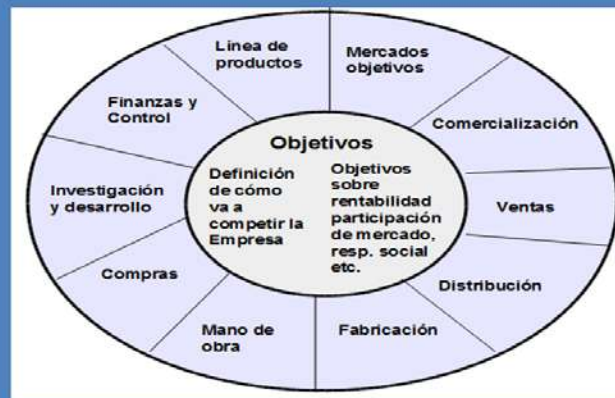 Línea de
productos
Mercados
objetivos
Comercialización
Ventas
Distribución
Fabricación
Mano de
obra
Compras
Investigación
y desarrollo
Finanzas y
Control
Objetivos
Definición
de cómo
va a
competir la
Empresa
Objetivos
sobre
rentabilidad
participación
de mercado,
resp. social
etc.